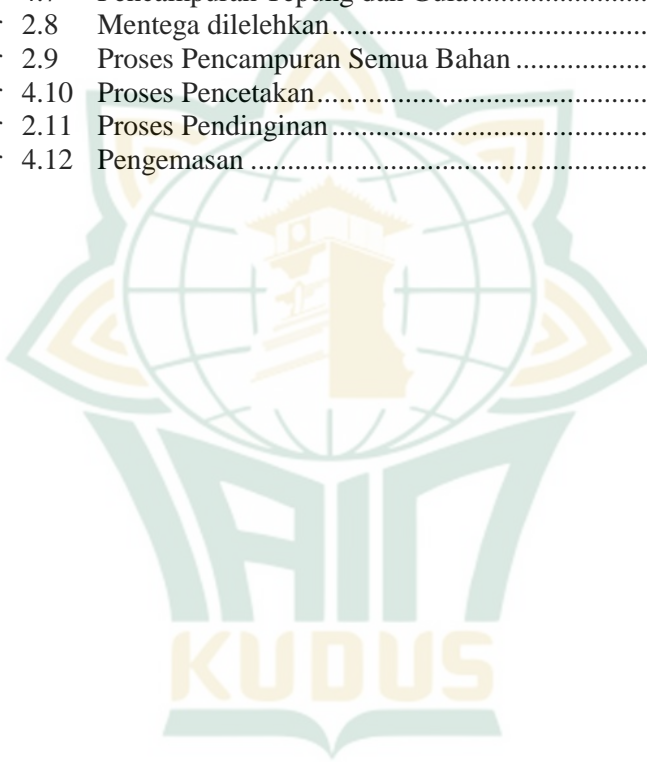 2.8 Mentega dilelehkan
2.9 Proses Pencampuran Semua Bahan
4.10 Proses Pencetakan
2.11 Proses Pendinginan
4.12 Pengemasan
IAIN
KUDUS